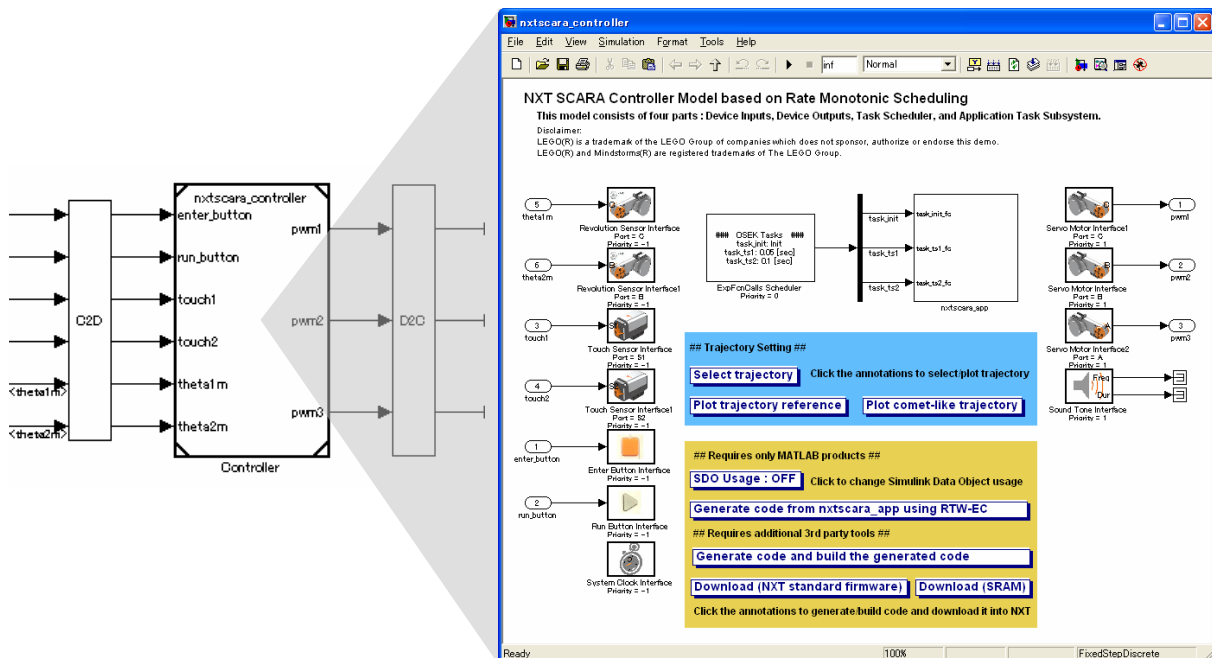 nxtscara_controller
enter_button
run_button
touch1
touch2
theta1m
theta2m
<theta1m>
<theta2m>
C2D
pwm1
pwm2
pwm3
D2C
Controller
nxtscara_controller
File Edit View Simulation Format Tools Help
inf Normal
NXT SCARA Controller Model based on Rate Monotonic Scheduling
This model consists of four parts : Device Inputs, Device Outputs, Task Scheduler, and Application Task Subsystem.
Disclaimer:
LEGO(R) is a trademark of the LEGO Group of companies which does not sponsor, authorize or endorse this demo.
LEGO(R) and Mindstorms(R) are registered trademarks of The LEGO Group.
5
theta1m
C
Revolution Sensor Interface
Port = C
Priority = -1
6
theta2m
B
Revolution Sensor Interface1
Port = B
Priority = -1
3
touch1
S
Touch Sensor Interface
Port = S1
Priority = -1
4
touch2
S
Touch Sensor Interface1
Port = S2
Priority = -1
1
enter_button
Enter Button Interface
Priority = -1
2
run_button
Run Button Interface
Priority = -1
System Clock Interface
Priority = -1
### OSEK Tasks ###
task_init: Init
task_ts1: 0.05 [sec]
task_ts2: 0.1 [sec]
ExpFcnCalls Scheduler
Priority = 0
task_init
task_ts1
task_ts2
task_init_fc
task_ts1_fc
task_ts2_fc
nxtscara_app
C
Servo Motor Interface1
Port = C
Priority = 1
1
pwm1
B
Servo Motor Interface
Port = B
Priority = 1
2
pwm2
A
Servo Motor Interface2
Port = A
Priority = 1
3
pwm3
Freq
Dur
Sound Tone Interface
Priority = 1
## Trajectory Setting ##
Select trajectory Click the annotations to select/plot trajectory
Plot trajectory reference Plot comet-like trajectory
## Requires only MATLAB products ##
SDO Usage : OFF Click to change Simulink Data Object usage
Generate code from nxtscara_app using RTW-EC
## Requires additional 3rd party tools ##
Generate code and build the generated code
Download (NXT standard firmware) Download (SRAM)
Click the annotations to generate/build code and download it into NXT
Ready 100% FixedStepDiscrete